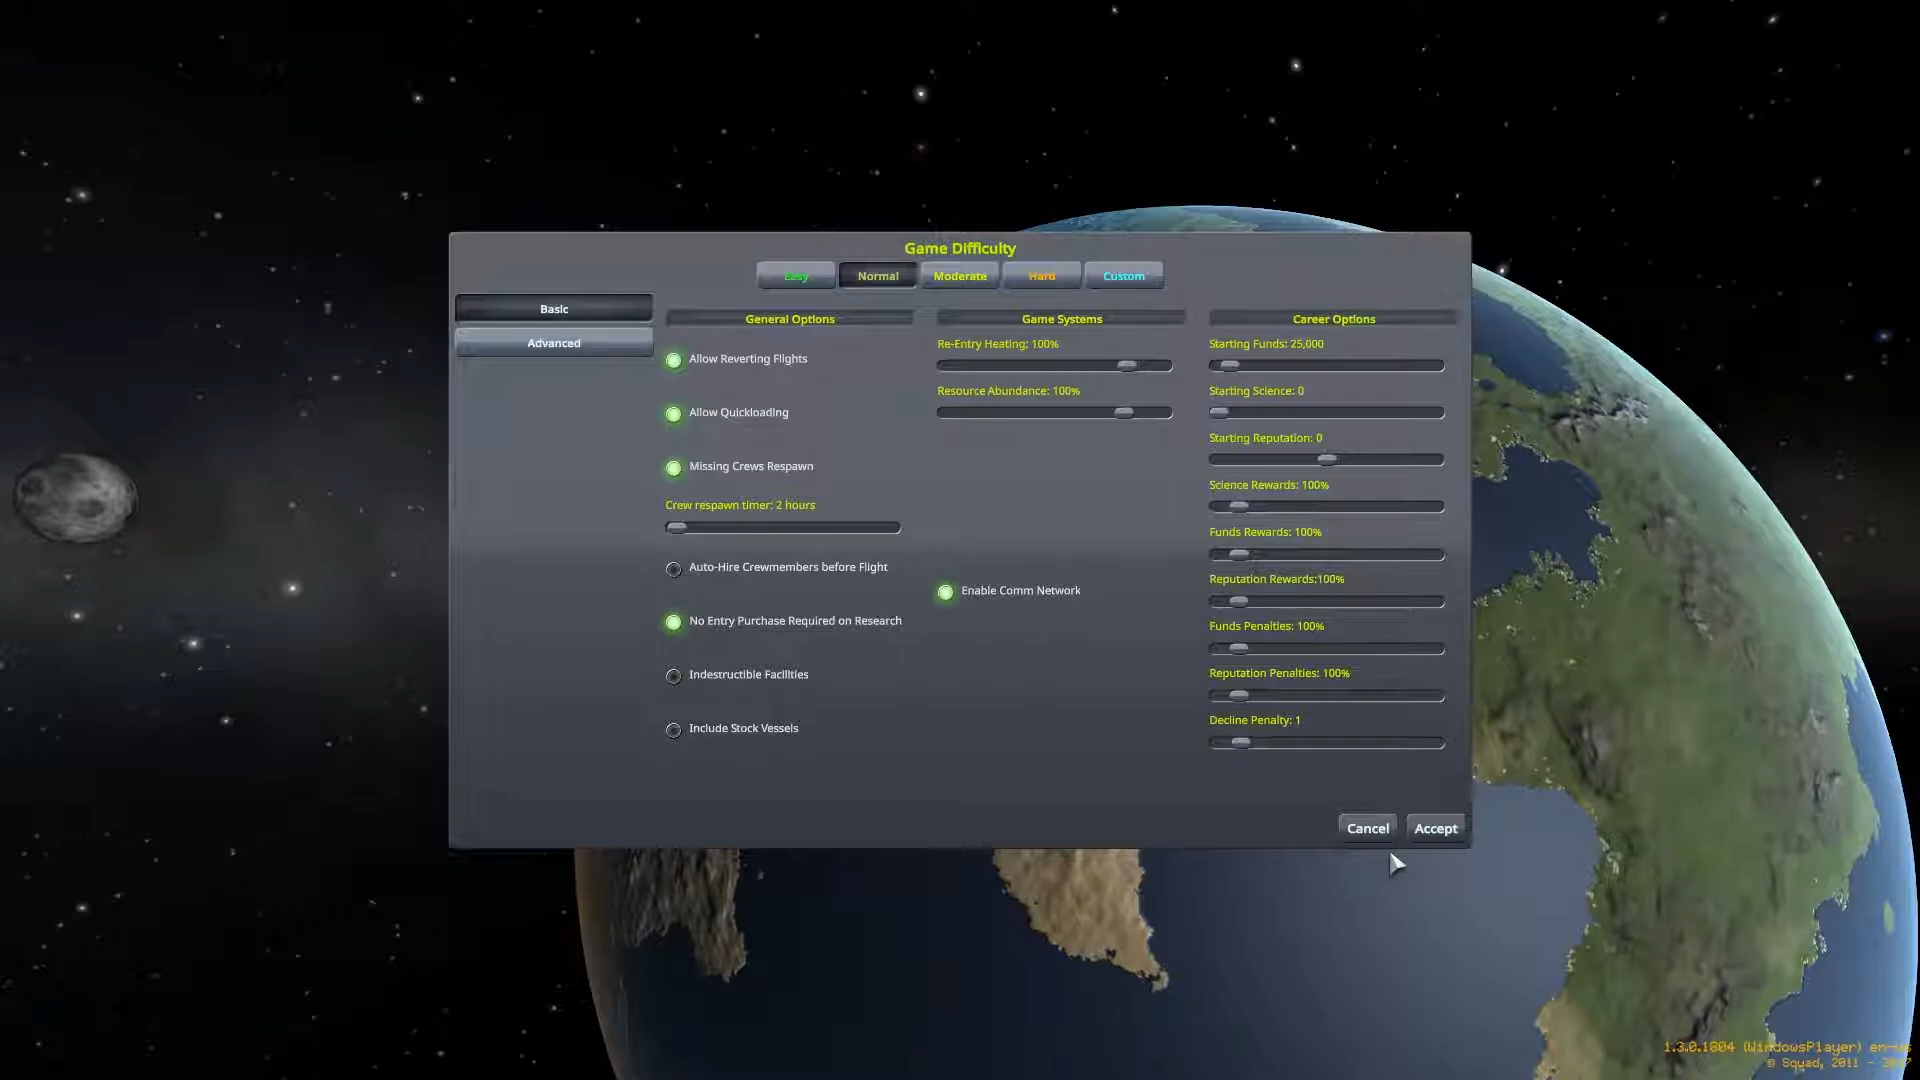 Game Difficulty
Easy Normal Moderate Hard Custom
Basic
Advanced
General Options
Allow Reverting Flights
Allow Quickloading
Missing Crews Respawn
Crew respawn timer: 2 hours
Auto-Hire Crewmembers before Flight
No Entry Purchase Required on Research
Indestructible Facilities
Include Stock Vessels
Game Systems
Re-Entry Heating: 100%
Resource Abundance: 100%
Enable Comm Network
Career Options
Starting Funds: 25,000
Starting Science: 0
Starting Reputation: 0
Science Rewards: 100%
Funds Rewards: 100%
Reputation Rewards:100%
Funds Penalties: 100%
Reputation Penalties: 100%
Decline Penalty: 1
Cancel Accept
1.3.0.1804 (WindowsPlayer) en-us
© Squad, 2011 -